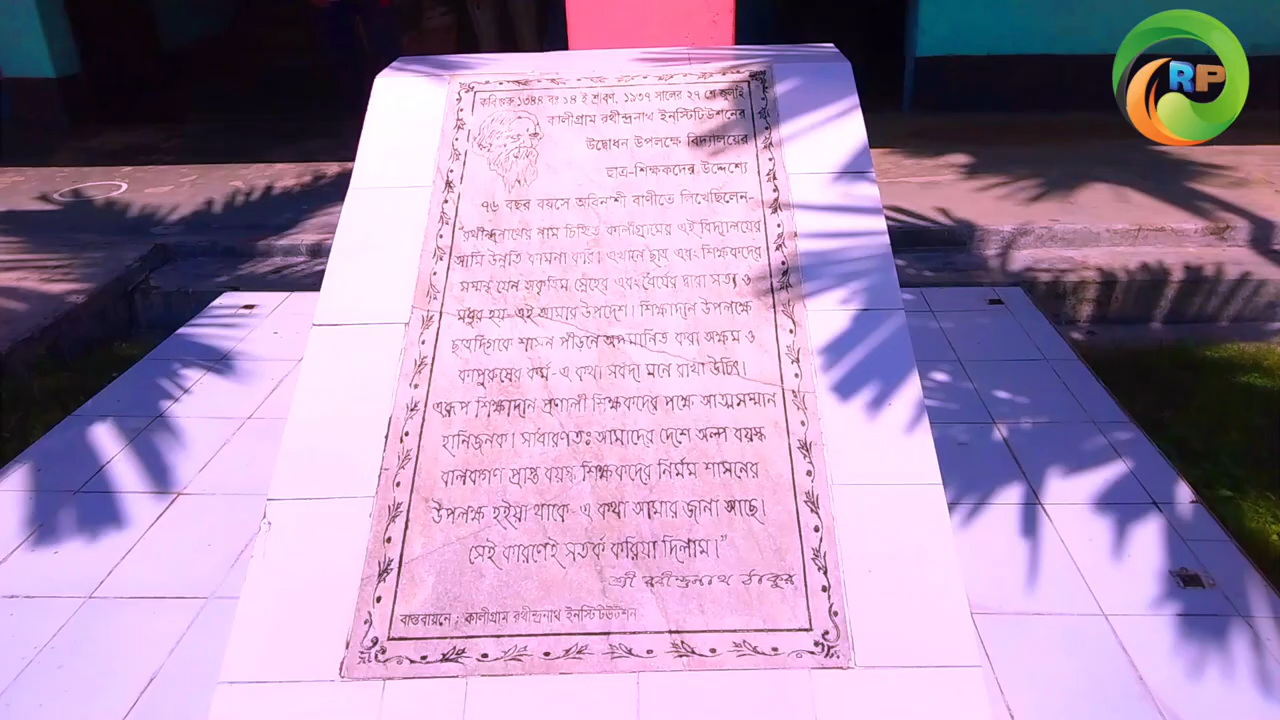 কবিগুরু ১৩৪৪ বাং ১৪ ই শ্রাবণ, ১৯৩৭ সালের ২৭ শে জুলাই
কালীগ্রাম রথীন্দ্রনাথ ইনস্টিটিউশনের
উদ্বোধন উপলক্ষে বিদ্যালয়ের
ছাত্র-শিক্ষকদের উদ্দেশ্যে
৭৬ বছর বয়সে অবিনাশী বাণীতে লিখেছিলেন-
"রথীন্দ্রনাথের নাম চিহ্নিত কালীগ্রামের এই বিদ্যালয়ের
আমি উন্নতি কামনা করি। এখানে ছাত্র এবং শিক্ষকদের
সম্মন্ধ যেন অকৃত্রিম স্নেহের এবং ধৈর্যের দ্বারা সত্য ও
মধুর হয়- এই আমার উপদেশ। শিক্ষাদান উপলক্ষে
ছাত্রদিগকে শাসন পীড়নে অপমানিত করা অক্ষম ও
কাপুরুষের কর্ম- এ কথা সর্বদা মনে রাখা উচিৎ।
এরূপ শিক্ষাদান প্রণালী শিক্ষকদের পক্ষে আত্মসম্মান
হানিজনক। সাধারণতঃ আমাদের দেশে অল্প বয়স্ক
বালকগণ প্রাপ্ত বয়স্ক শিক্ষকদের নির্মম শাসনের
উপলক্ষ হইয়া থাকে- এ কথা আমার জানা আছে।
সেই কারণেই সতর্ক করিয়া দিলাম।"
শ্রী রবীন্দ্রনাথ ঠাকুর
বাস্তবায়নে : কালীগ্রাম রথীন্দ্রনাথ ইনস্টিটিউশন
RP